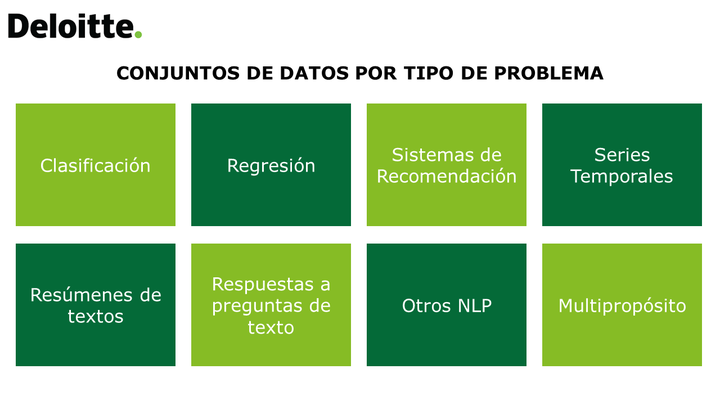 Deloitte.
CONJUNTOS DE DATOS POR TIPO DE PROBLEMA
Clasificación
Regresión
Sistemas de
Recomendación
Series
Temporales
Resúmenes de
textos
Respuestas a
preguntas de
texto
Otros NLP
Multipropósito